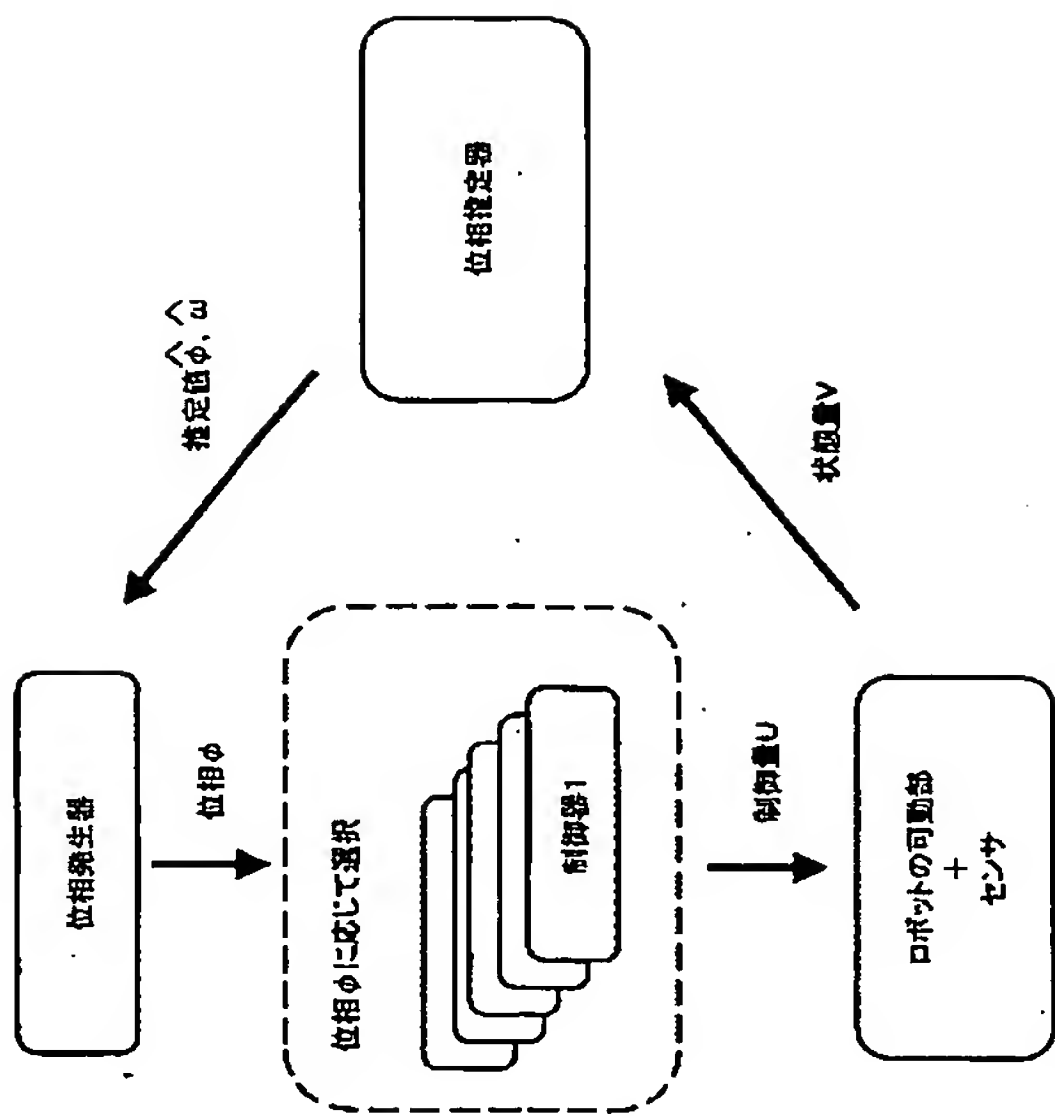 位相発生器
位相φ
位相φに応じて選択
制御器1
制御量U
ロボットの可動部
+
センサ
状態量V
位相推定器
推定値φ̂, ω̂